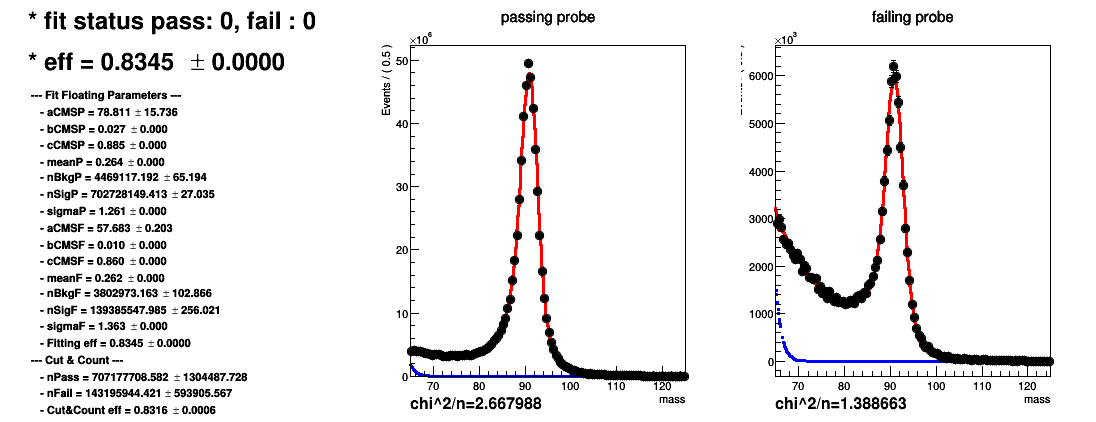 * fit status pass: 0, fail : 0
* eff = 0.8345 ± 0.0000
--- Fit Floating Parameters ---
- aCMSP = 78.811 ± 15.736
- bCMSP = 0.027 ± 0.000
- cCMSP = 0.885 ± 0.000
- meanP = 0.264 ± 0.000
- nBkgP = 4469117.192 ± 65.194
- nSigP = 702728149.413 ± 27.035
- sigmaP = 1.261 ± 0.000
- aCMSF = 57.683 ± 0.203
- bCMSF = 0.010 ± 0.000
- cCMSF = 0.860 ± 0.000
- meanF = 0.262 ± 0.000
- nBkgF = 3802973.163 ± 102.866
- nSigF = 139385547.985 ± 256.021
- sigmaF = 1.363 ± 0.000
- Fitting eff = 0.8345 ± 0.0000
--- Cut & Count ---
- nPass = 707177708.582 ± 1304487.728
- nFail = 143195944.421 ± 593905.567
- Cut&Count eff = 0.8316 ± 0.0006
passing probe
×10⁶
Events / ( 0.5 )
50
40
30
20
10
0
70 80 90 100 110 120
mass
chi^2/n=2.667988
failing probe
×10³
6000
5000
4000
3000
2000
1000
0
70 80 90 100 110 120
mass
chi^2/n=1.388663